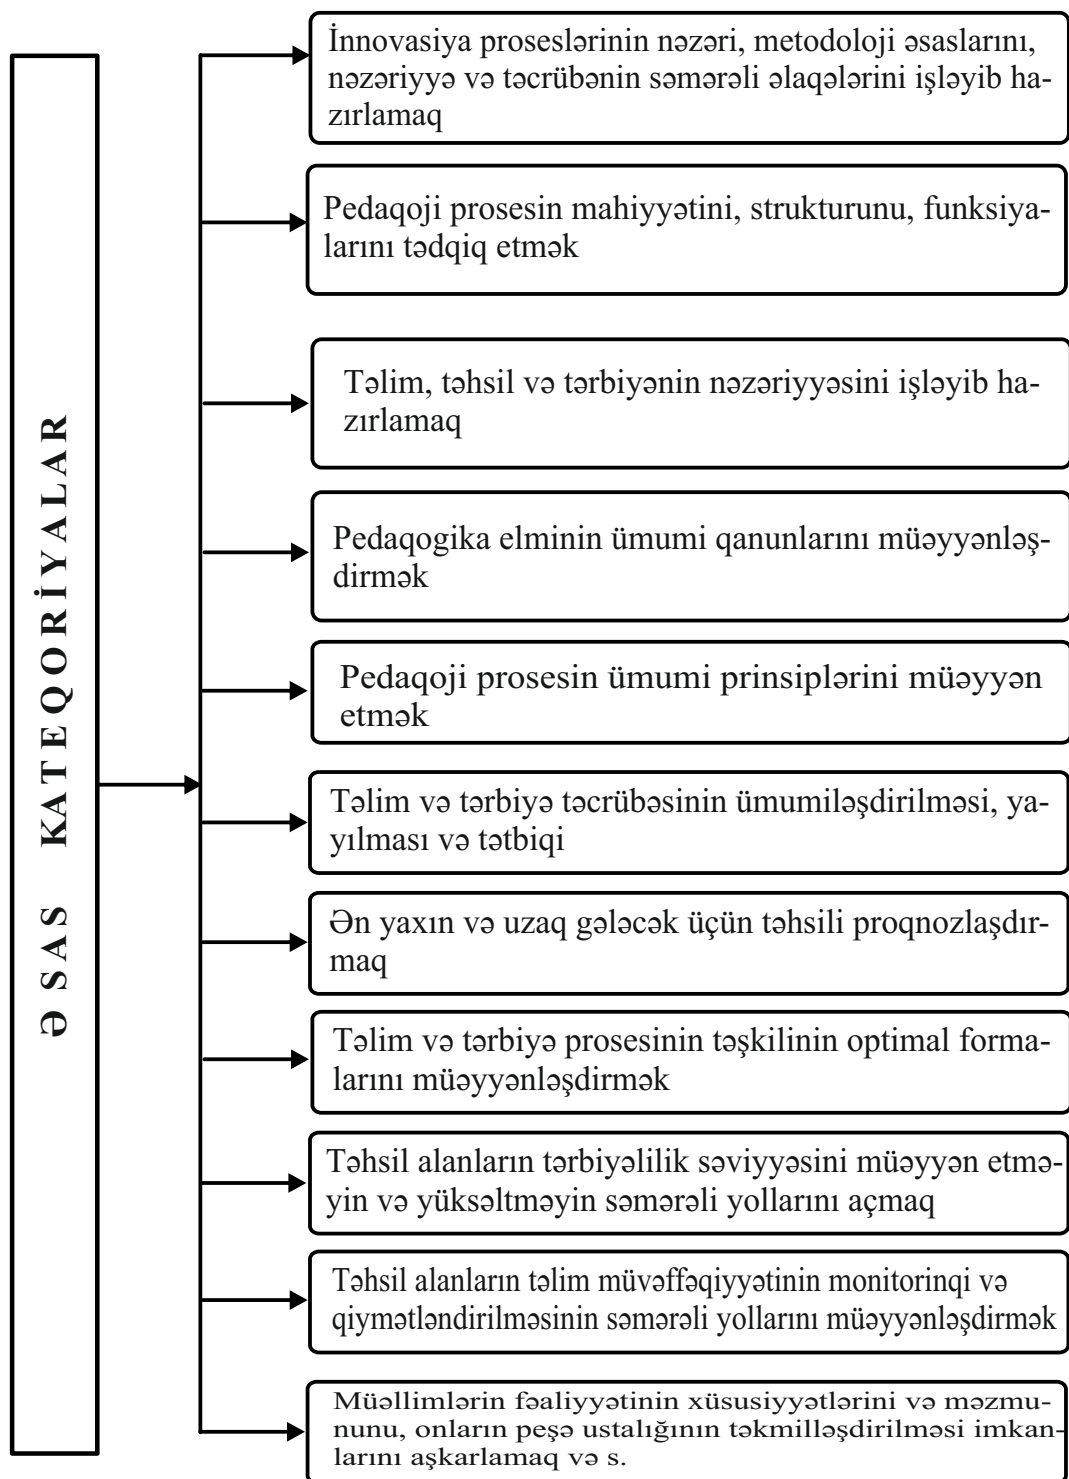 ƏSAS KATEQORİYALAR
İnnovasiya proseslərinin nəzəri, metodoloji əsaslarını,
nəzəriyyə və təcrübənin səmərəli əlaqələrini işləyib ha-
zırlamaq
Pedaqoji prosesin mahiyyətini, strukturunu, funksiya-
larını tədqiq etmək
Təlim, təhsil və tərbiyənin nəzəriyyəsini işləyib ha-
zırlamaq
Pedaqogika elminin ümumi qanunlarını müəyyənləş-
dirmək
Pedaqoji prosesin ümumi prinsiplərini müəyyən
etmək
Təlim və tərbiyə təcrübəsinin ümumiləşdirilməsi, ya-
yılması və tətbiqi
Ən yaxın və uzaq gələcək üçün təhsili proqnozlaşdır-
maq
Təlim və tərbiyə prosesinin təşkilinin optimal forma-
larını müəyyənləşdirmək
Təhsil alanların tərbiyəlilik səviyyəsini müəyyən etmə-
yin və yüksəltməyin səmərəli yollarını açmaq
Təhsil alanların təlim müvəffəqiyyətinin monitorinqi və
qiymətləndirilməsinin səmərəli yollarını müəyyənləşdirmək
Müəllimlərin fəaliyyətinin xüsusiyyətlərini və məzmu-
nunu, onların peşə ustalığının təkmilləşdirilməsi imkan-
larını aşkarlamaq və s.